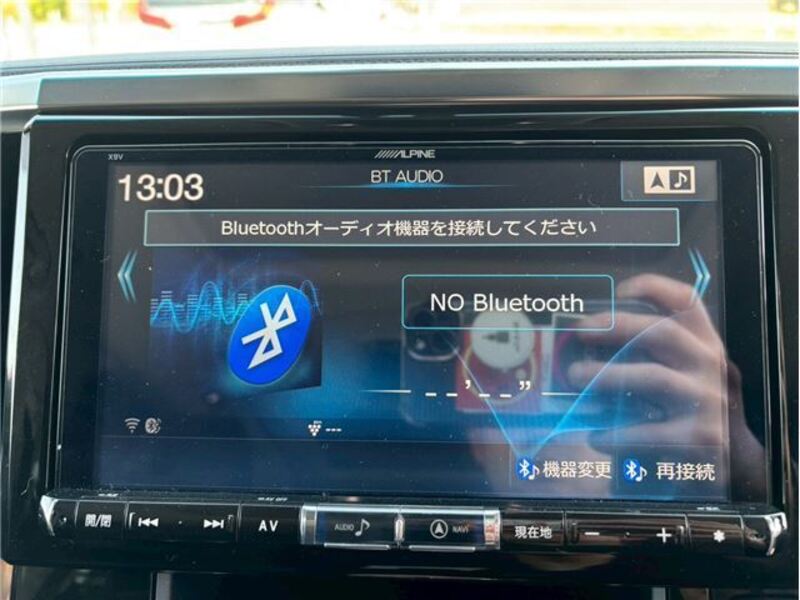 X9V
ALPINE
13:03
BT AUDIO
Bluetoothオーディオ機器を接続してください
NO Bluetooth
--'--"
---
機器変更
再接続
開/閉
AV
AUDIO
NAVI
現在地